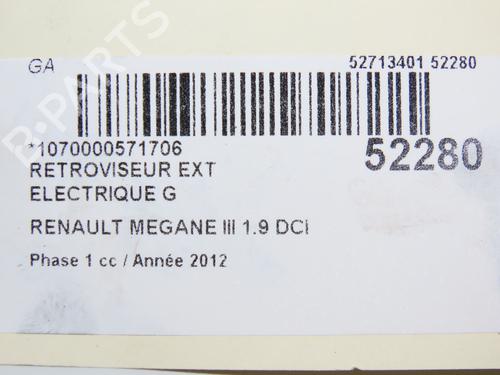 GA
52713401 52280
*1070000571706
52280
RETROVISEUR EXT
ELECTRIQUE G
RENAULT MEGANE III 1.9 DCI
Phase 1 cc / Année 2012
B-PARTS